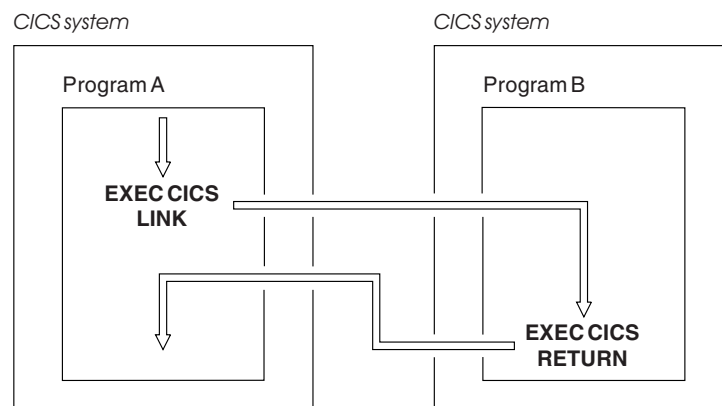 CICS system
CICS system
Program A
Program B
EXEC CICS
LINK
EXEC CICS
RETURN